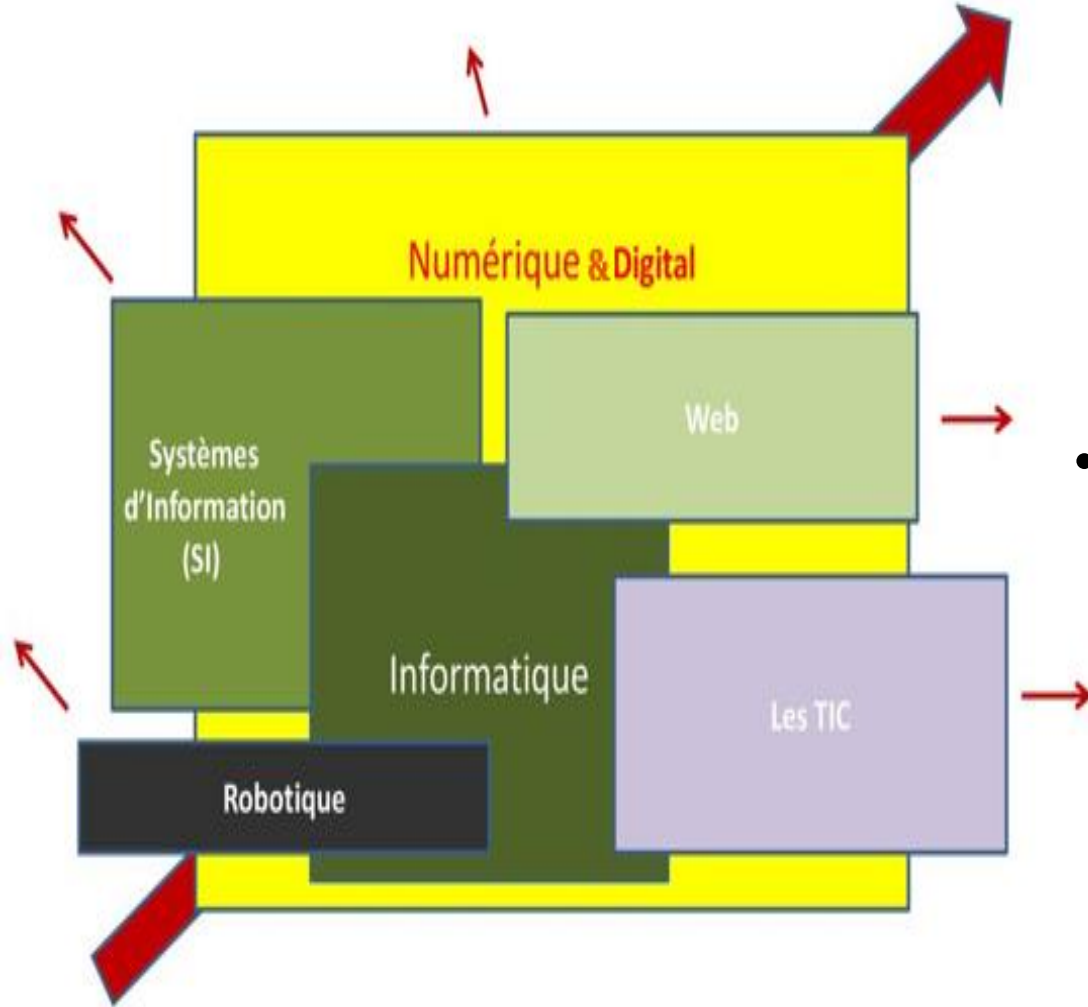 Numérique & Digital
Web
Systèmes
d'Information
(SI)
•
Informatique
Les TIC
Robotique